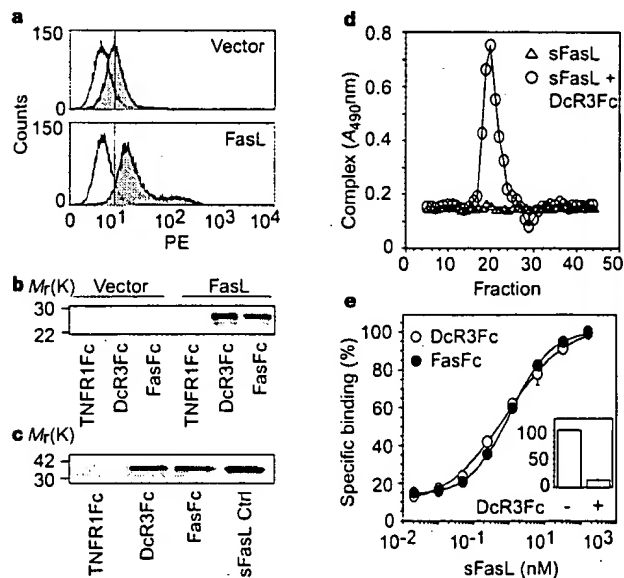 a
150
Vector
0
Counts
150
FasL
0
0 10¹ 10² 10³ 10⁴
PE
b Mr(K) Vector FasL
30
22
TNFR1Fc
DcR3Fc
FasFc
TNFR1Fc
DcR3Fc
FasFc
c Mr(K)
42
30
TNFR1Fc
DcR3Fc
FasFc
sFasL Ctrl
d
Complex (A490nm)
0.8
0.6
0.4
0.2
0
sFasL
sFasL +
DcR3Fc
0 10 20 30 40 50
Fraction
e
Specific binding (%)
100
80
60
40
20
0
DcR3Fc
FasFc
100
50
0
DcR3Fc - +
10⁻² 10⁻¹ 10¹ 10³
sFasL (nM)